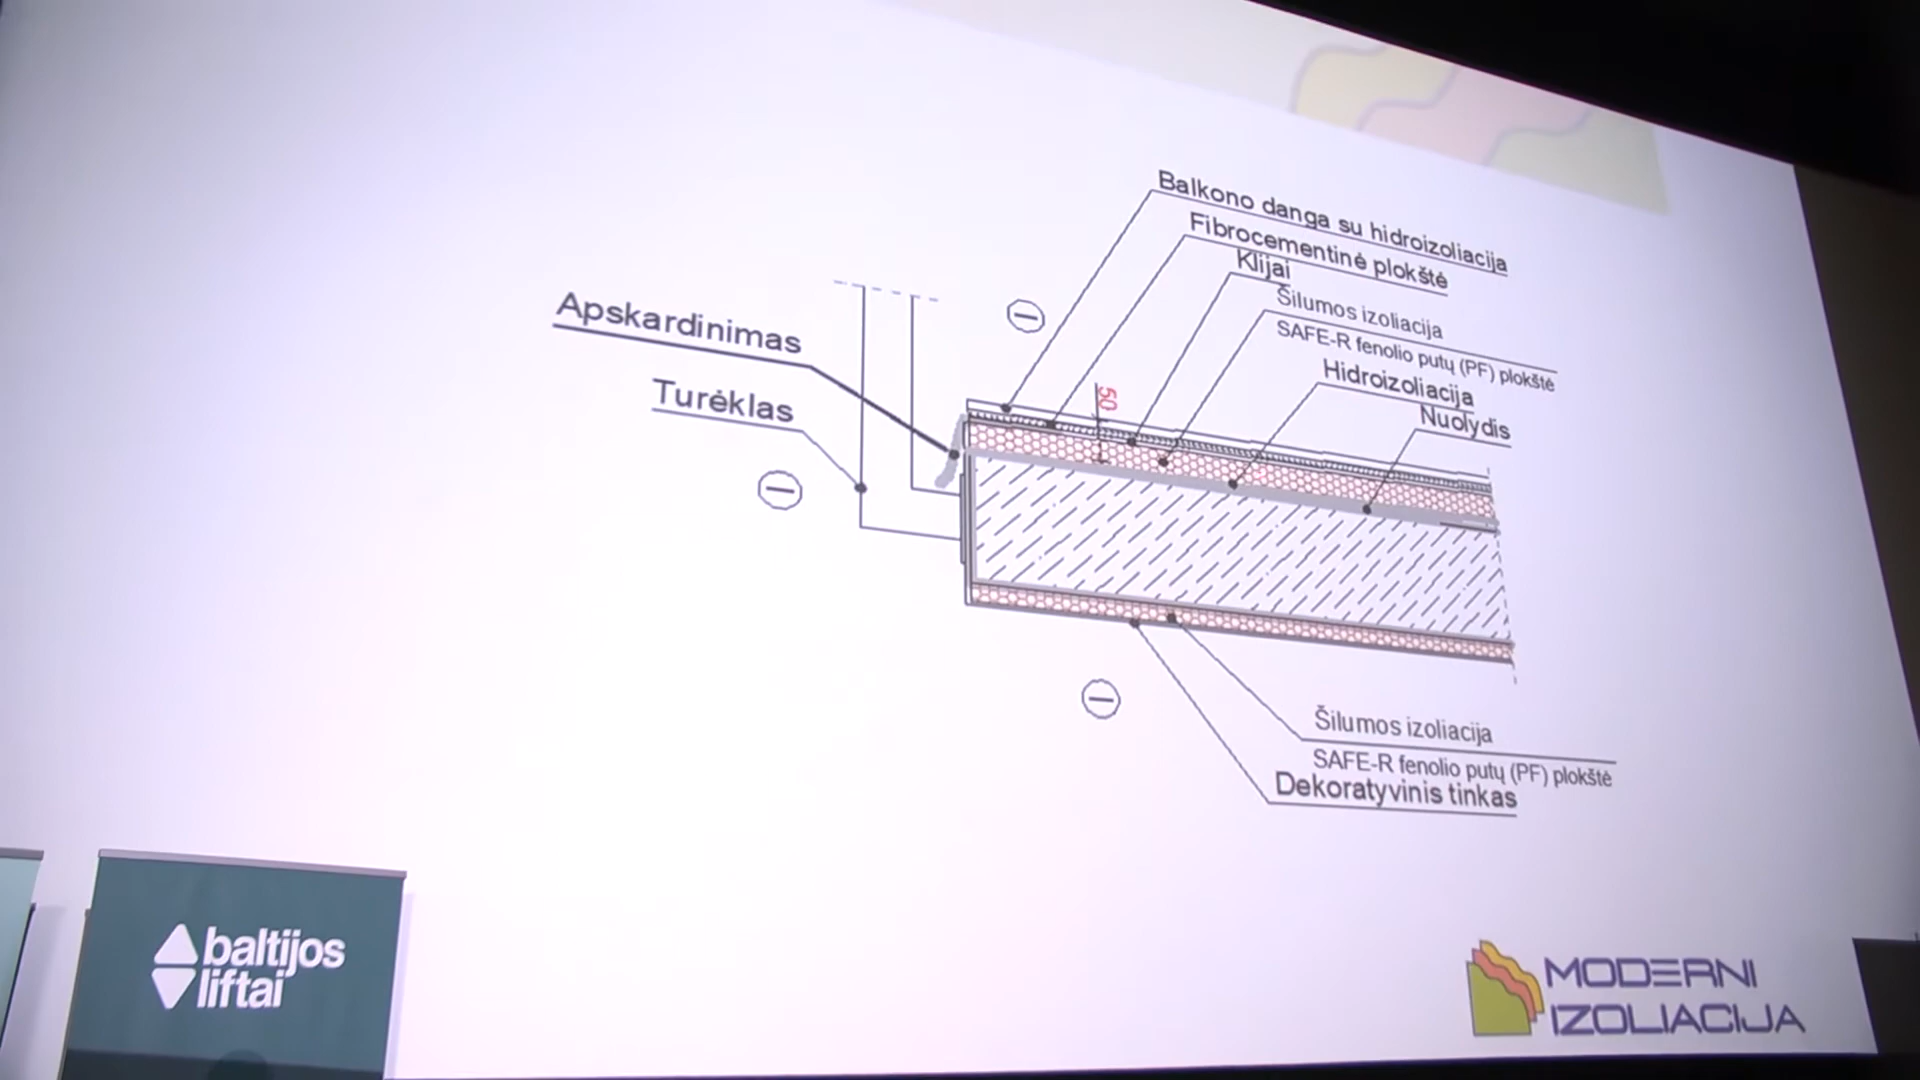 Balkono danga su hidroizoliacija
Fibrocementinė plokštė
Klijai
Šilumos izoliacija
SAFE-R fenolio putų (PF) plokštė
Hidroizoliacija
Nuolydis
Apskardinimas
Turėklas
50
Šilumos izoliacija
SAFE-R fenolio putų (PF) plokštė
Dekoratyvinis tinkas
baltijos
liftai
MODERNI
IZOLIACIJA